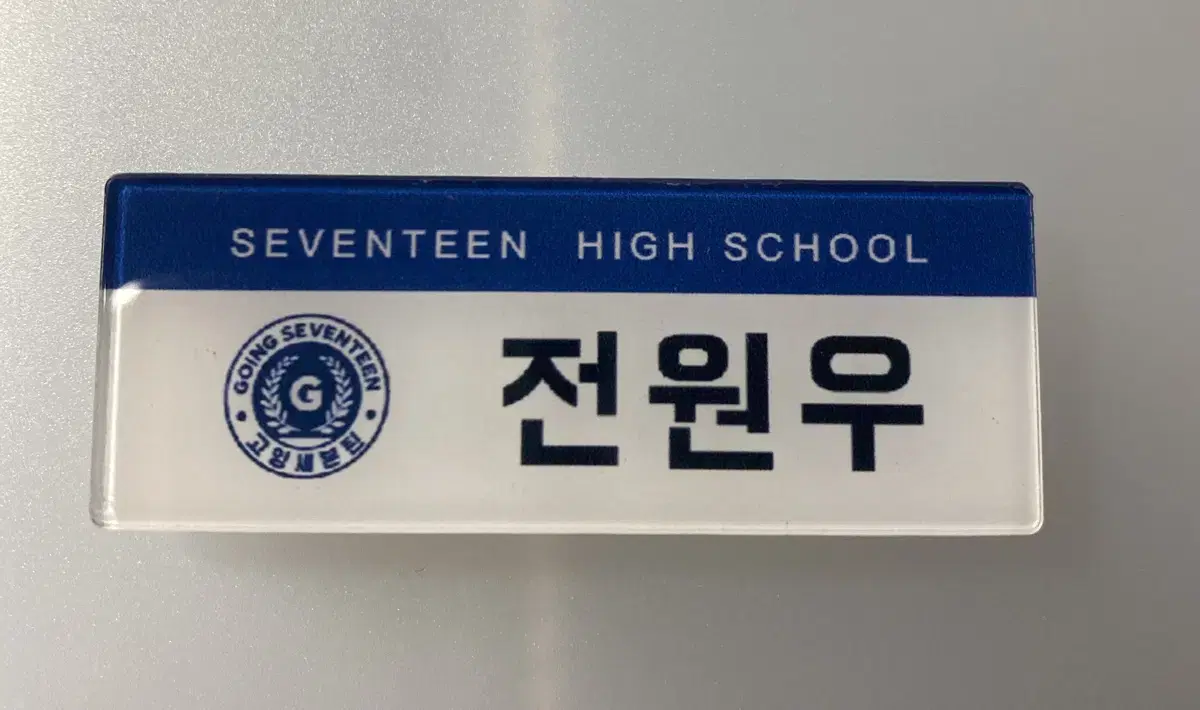 SEVENTEEN HIGH SCHOOL
GOING SEVENTEEN
G
고잉세븐틴
전원우